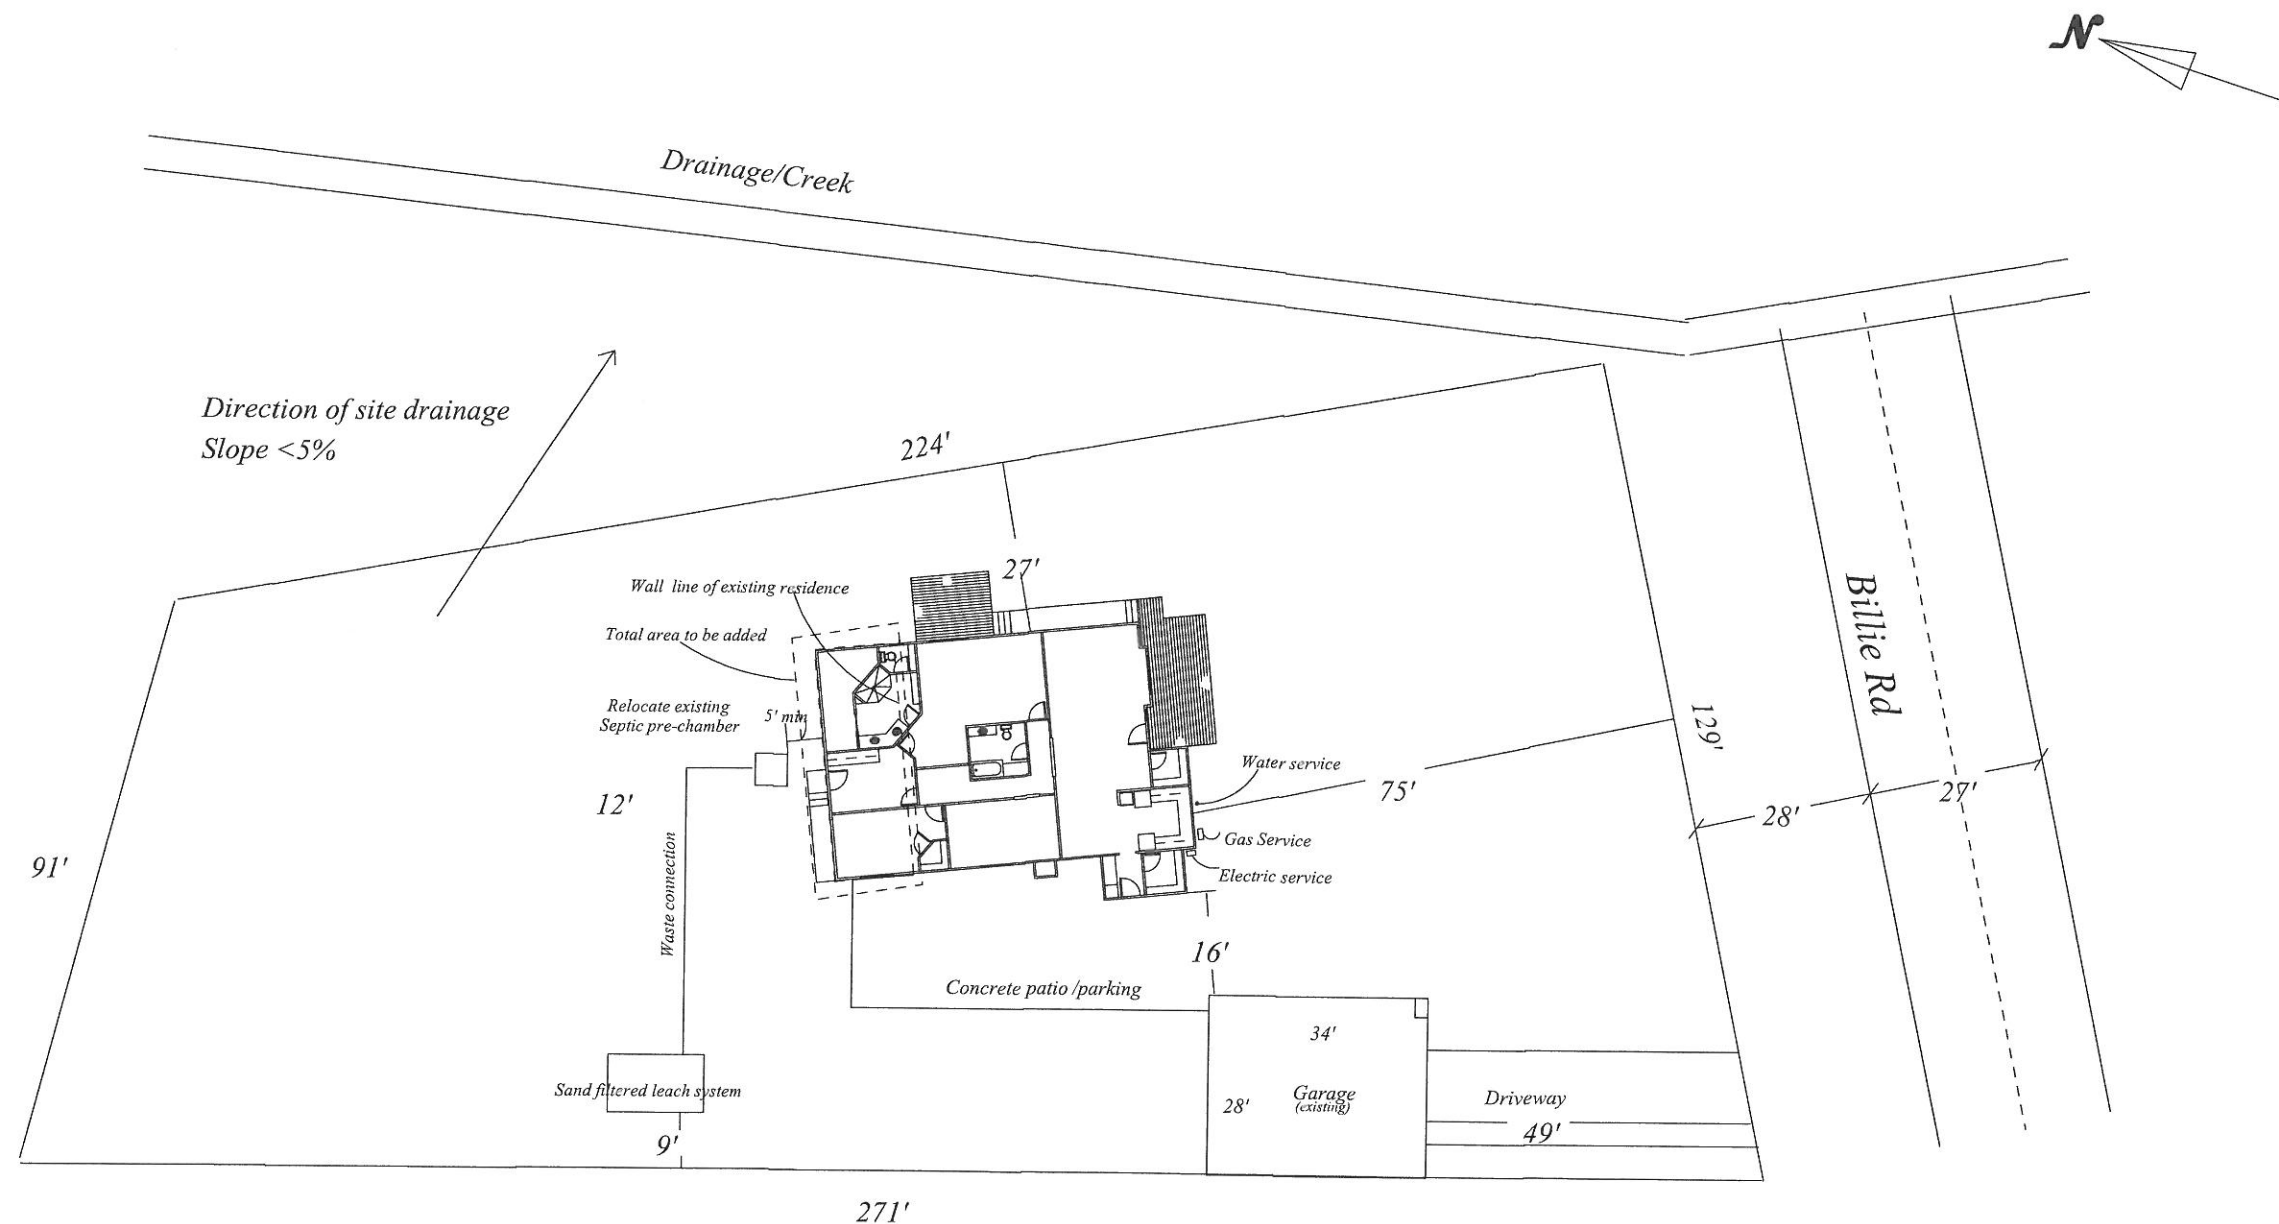 N
Drainage/Creek
Direction of site drainage
Slope <5%
224'
27'
Wall line of existing residence
Total area to be added
Relocate existing
Septic pre-chamber
5' min
Billie Rd
129'
Water service
75'
12'
28'
27'
Gas Service
Electric service
91'
Waste connection
16'
Concrete patio /parking
34'
Garage
(existing)
28'
Driveway
49'
Sand filtered leach system
9'
271'